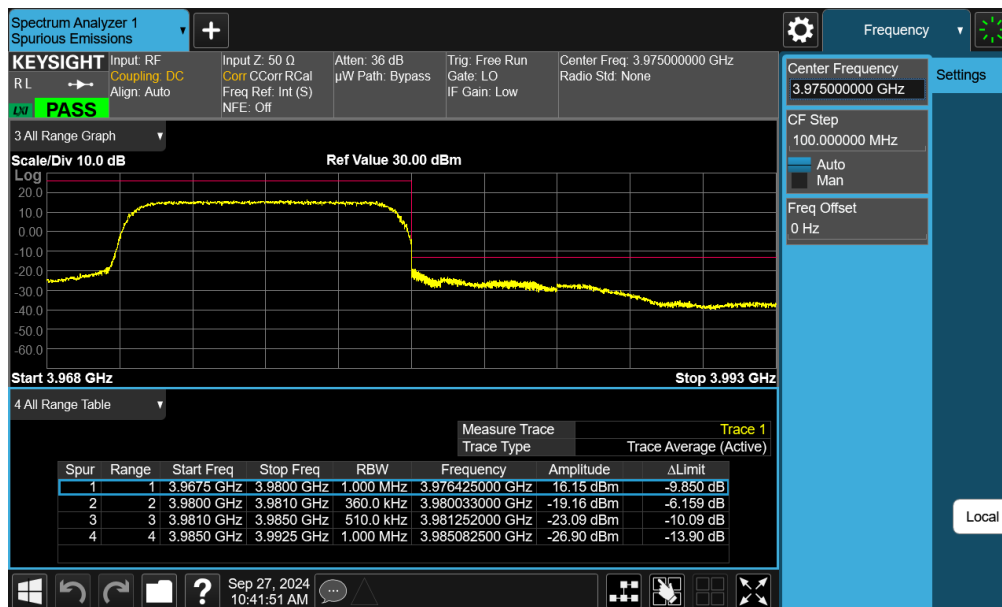 Spectrum Analyzer 1
Spurious Emissions
+
Frequency
KEYSIGHT
RL
LXI PASS
Input: RF
Coupling: DC
Align: Auto
Input Z: 50 Ω
Corr CCorr RCal
Freq Ref: Int (S)
NFE: Off
Atten: 36 dB
µW Path: Bypass
Trig: Free Run
Gate: LO
IF Gain: Low
Center Freq: 3.975000000 GHz
Radio Std: None
Center Frequency
3.975000000 GHz
Settings
CF Step
100.000000 MHz
Auto
Man
Freq Offset
0 Hz
3 All Range Graph
Scale/Div 10.0 dB
Ref Value 30.00 dBm
Log
20.0
10.0
0.00
-10.0
-20.0
-30.0
-40.0
-50.0
-60.0
Start 3.968 GHz
Stop 3.993 GHz
4 All Range Table
Measure Trace Trace 1
Trace Type Trace Average (Active)
Spur Range Start Freq Stop Freq RBW Frequency Amplitude ΔLimit
1 1 3.9675 GHz 3.9800 GHz 1.000 MHz 3.976425000 GHz 16.15 dBm -9.850 dB
2 2 3.9800 GHz 3.9810 GHz 360.0 kHz 3.980033000 GHz -19.16 dBm -6.159 dB
3 3 3.9810 GHz 3.9850 GHz 510.0 kHz 3.981252000 GHz -23.09 dBm -10.09 dB
4 4 3.9850 GHz 3.9925 GHz 1.000 MHz 3.985082500 GHz -26.90 dBm -13.90 dB
Local
?
Sep 27, 2024
10:41:51 AM